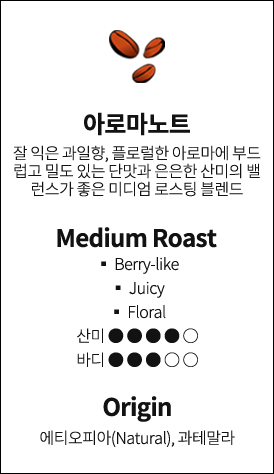 아로마노트
잘 익은 과일향, 플로럴한 아로마에 부드
럽고 밀도 있는 단맛과 은은한 산미의 밸
런스가 좋은 미디엄 로스팅 블렌드
Medium Roast
▪ Berry-like
▪ Juicy
▪ Floral
산미 ●●●●○
바디 ●●●○○
Origin
에티오피아(Natural), 과테말라